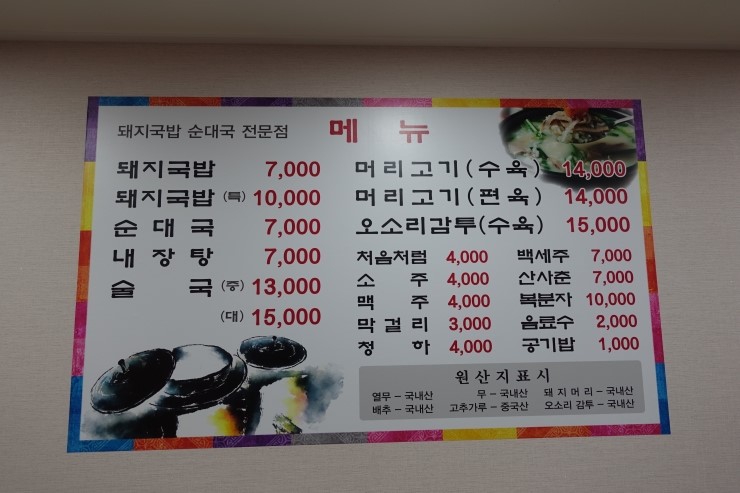 돼지국밥 순대국 전문점
메 뉴
돼지국밥 7,000
돼지국밥 (특) 10,000
순 대 국 7,000
내 장 탕 7,000
술 국 (중) 13,000
(대) 15,000
머리고기(수육) 14,000
머리고기(편육) 14,000
오소리감투(수육) 15,000
처음처럼 4,000
소 주 4,000
맥 주 4,000
막 걸 리 3,000
청 하 4,000
백세주 7,000
산사춘 7,000
복분자 10,000
음료수 2,000
공기밥 1,000
원 산 지 표 시
열무 - 국내산 무 - 국내산 돼 지 머 리 - 국내산
배추 - 국내산 고추가루 - 중국산 오소리 감투 - 국내산